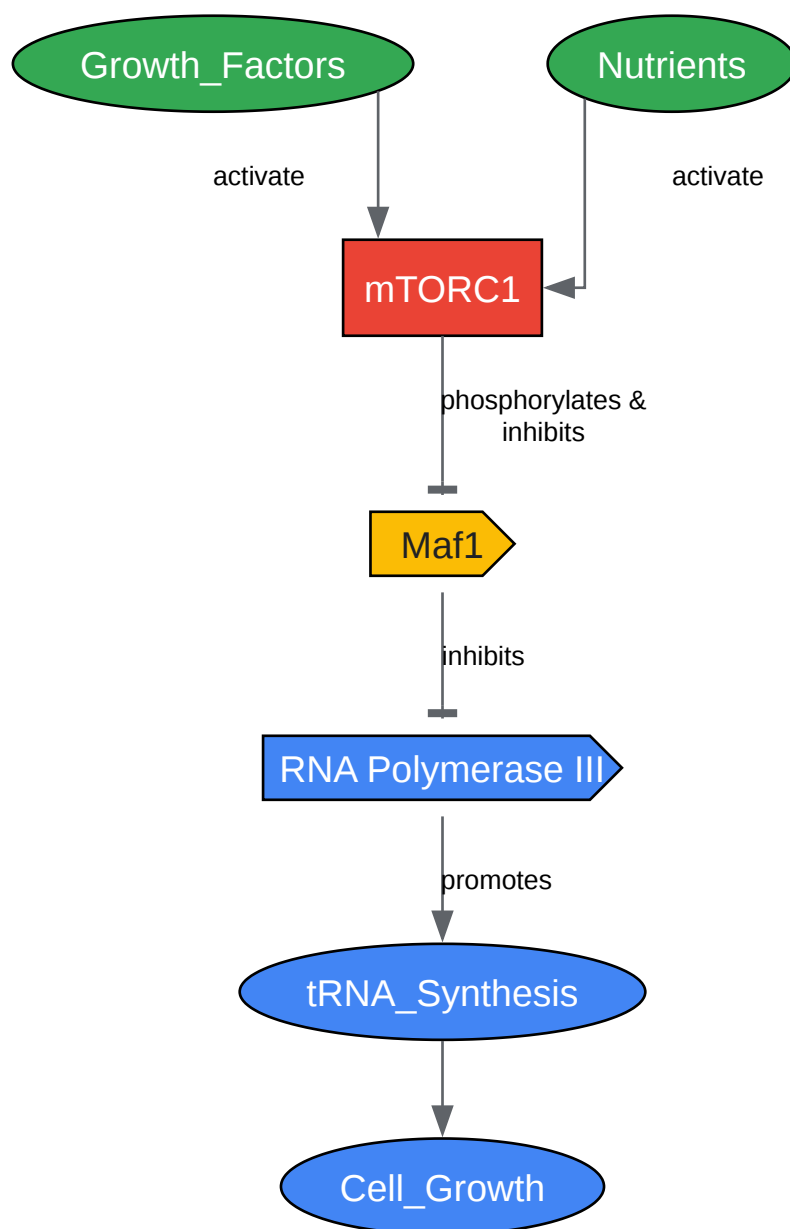 Growth_Factors
Nutrients
activate
activate
mTORC1
phosphorylates &
inhibits
Maf1
inhibits
RNA Polymerase III
promotes
tRNA_Synthesis
Cell_Growth